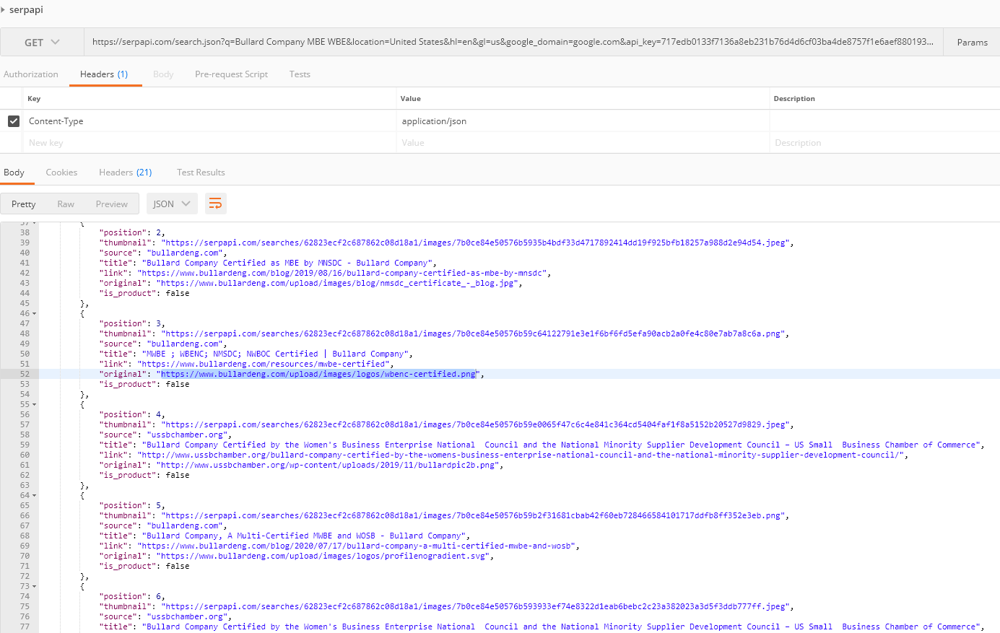 serpapi
GET https://serpapi.com/search.json?q=Bullard Company MBE WBE&location=United States&hl=en&gl=us&google_domain=google.com&api_key=717edb0133f7136a8eb231b76d4d6cf03ba4de8757f1e6aef880193... Params
Authorization Headers (1) Body Pre-request Script Tests
Key Value Description
Content-Type application/json
New key Value Description
Body Cookies Headers (21) Test Results
Pretty Raw Preview JSON
37 {
38 "position": 2,
39 "thumbnail": "https://serpapi.com/searches/62823ecf2c687862c08d18a1/images/7b0ce84e50576b5935b4bdf33d4717892414dd19f925bfb18257a988d2e94d54.jpeg",
40 "source": "bullardeng.com",
41 "title": "Bullard Company Certified as MBE by MNSDC - Bullard Company",
42 "link": "https://www.bullardeng.com/blog/2019/08/16/bullard-company-certified-as-mbe-by-mnsdc",
43 "original": "https://www.bullardeng.com/upload/images/blog/nmsdc_certificate_-_blog.jpg",
44 "is_product": false
45 },
46 {
47 "position": 3,
48 "thumbnail": "https://serpapi.com/searches/62823ecf2c687862c08d18a1/images/7b0ce84e50576b59c64122791e3e1f6bf6fd5efa90acb2a0fe4c80e7ab7a8c6a.png",
49 "source": "bullardeng.com",
50 "title": "MWBE ; WBENC; NMSDC; NWBOC Certified | Bullard Company",
51 "link": "https://www.bullardeng.com/resources/mwbe-certified",
52 "original": "https://www.bullardeng.com/upload/images/logos/wbenc-certified.png",
53 "is_product": false
54 },
55 {
56 "position": 4,
57 "thumbnail": "https://serpapi.com/searches/62823ecf2c687862c08d18a1/images/7b0ce84e50576b59e0065f47c6c4e841c364cd5404faf1f8a5152b20527d9829.jpeg",
58 "source": "ussbchamber.org",
59 "title": "Bullard Company Certified by the Women's Business Enterprise National  Council and the National Minority Supplier Development Council – US Small  Business Chamber of Commerce",
60 "link": "http://www.ussbchamber.org/bullard-company-certified-by-the-womens-business-enterprise-national-council-and-the-national-minority-supplier-development-council/",
61 "original": "http://www.ussbchamber.org/wp-content/uploads/2019/11/bullardpic2b.png",
62 "is_product": false
63 },
64 {
65 "position": 5,
66 "thumbnail": "https://serpapi.com/searches/62823ecf2c687862c08d18a1/images/7b0ce84e50576b59b2f31681cbab42f60eb728466584101717ddfb8ff352e3eb.png",
67 "source": "bullardeng.com",
68 "title": "Bullard Company, A Multi-Certified MWBE and WOSB - Bullard Company",
69 "link": "https://www.bullardeng.com/blog/2020/07/17/bullard-company-a-multi-certified-mwbe-and-wosb",
70 "original": "https://www.bullardeng.com/upload/images/logos/profilenogradient.svg",
71 "is_product": false
72 },
73 {
74 "position": 6,
75 "thumbnail": "https://serpapi.com/searches/62823ecf2c687862c08d18a1/images/7b0ce84e50576b593933ef74e8322d1eab6bebc2c23a382023a3d5f3ddb777ff.jpeg",
76 "source": "ussbchamber.org",
77 "title": "Bullard Company Certified by the Women's Business Enterprise National  Council and the National Minority Supplier Development Council – US Small  Business Chamber of Commerce",